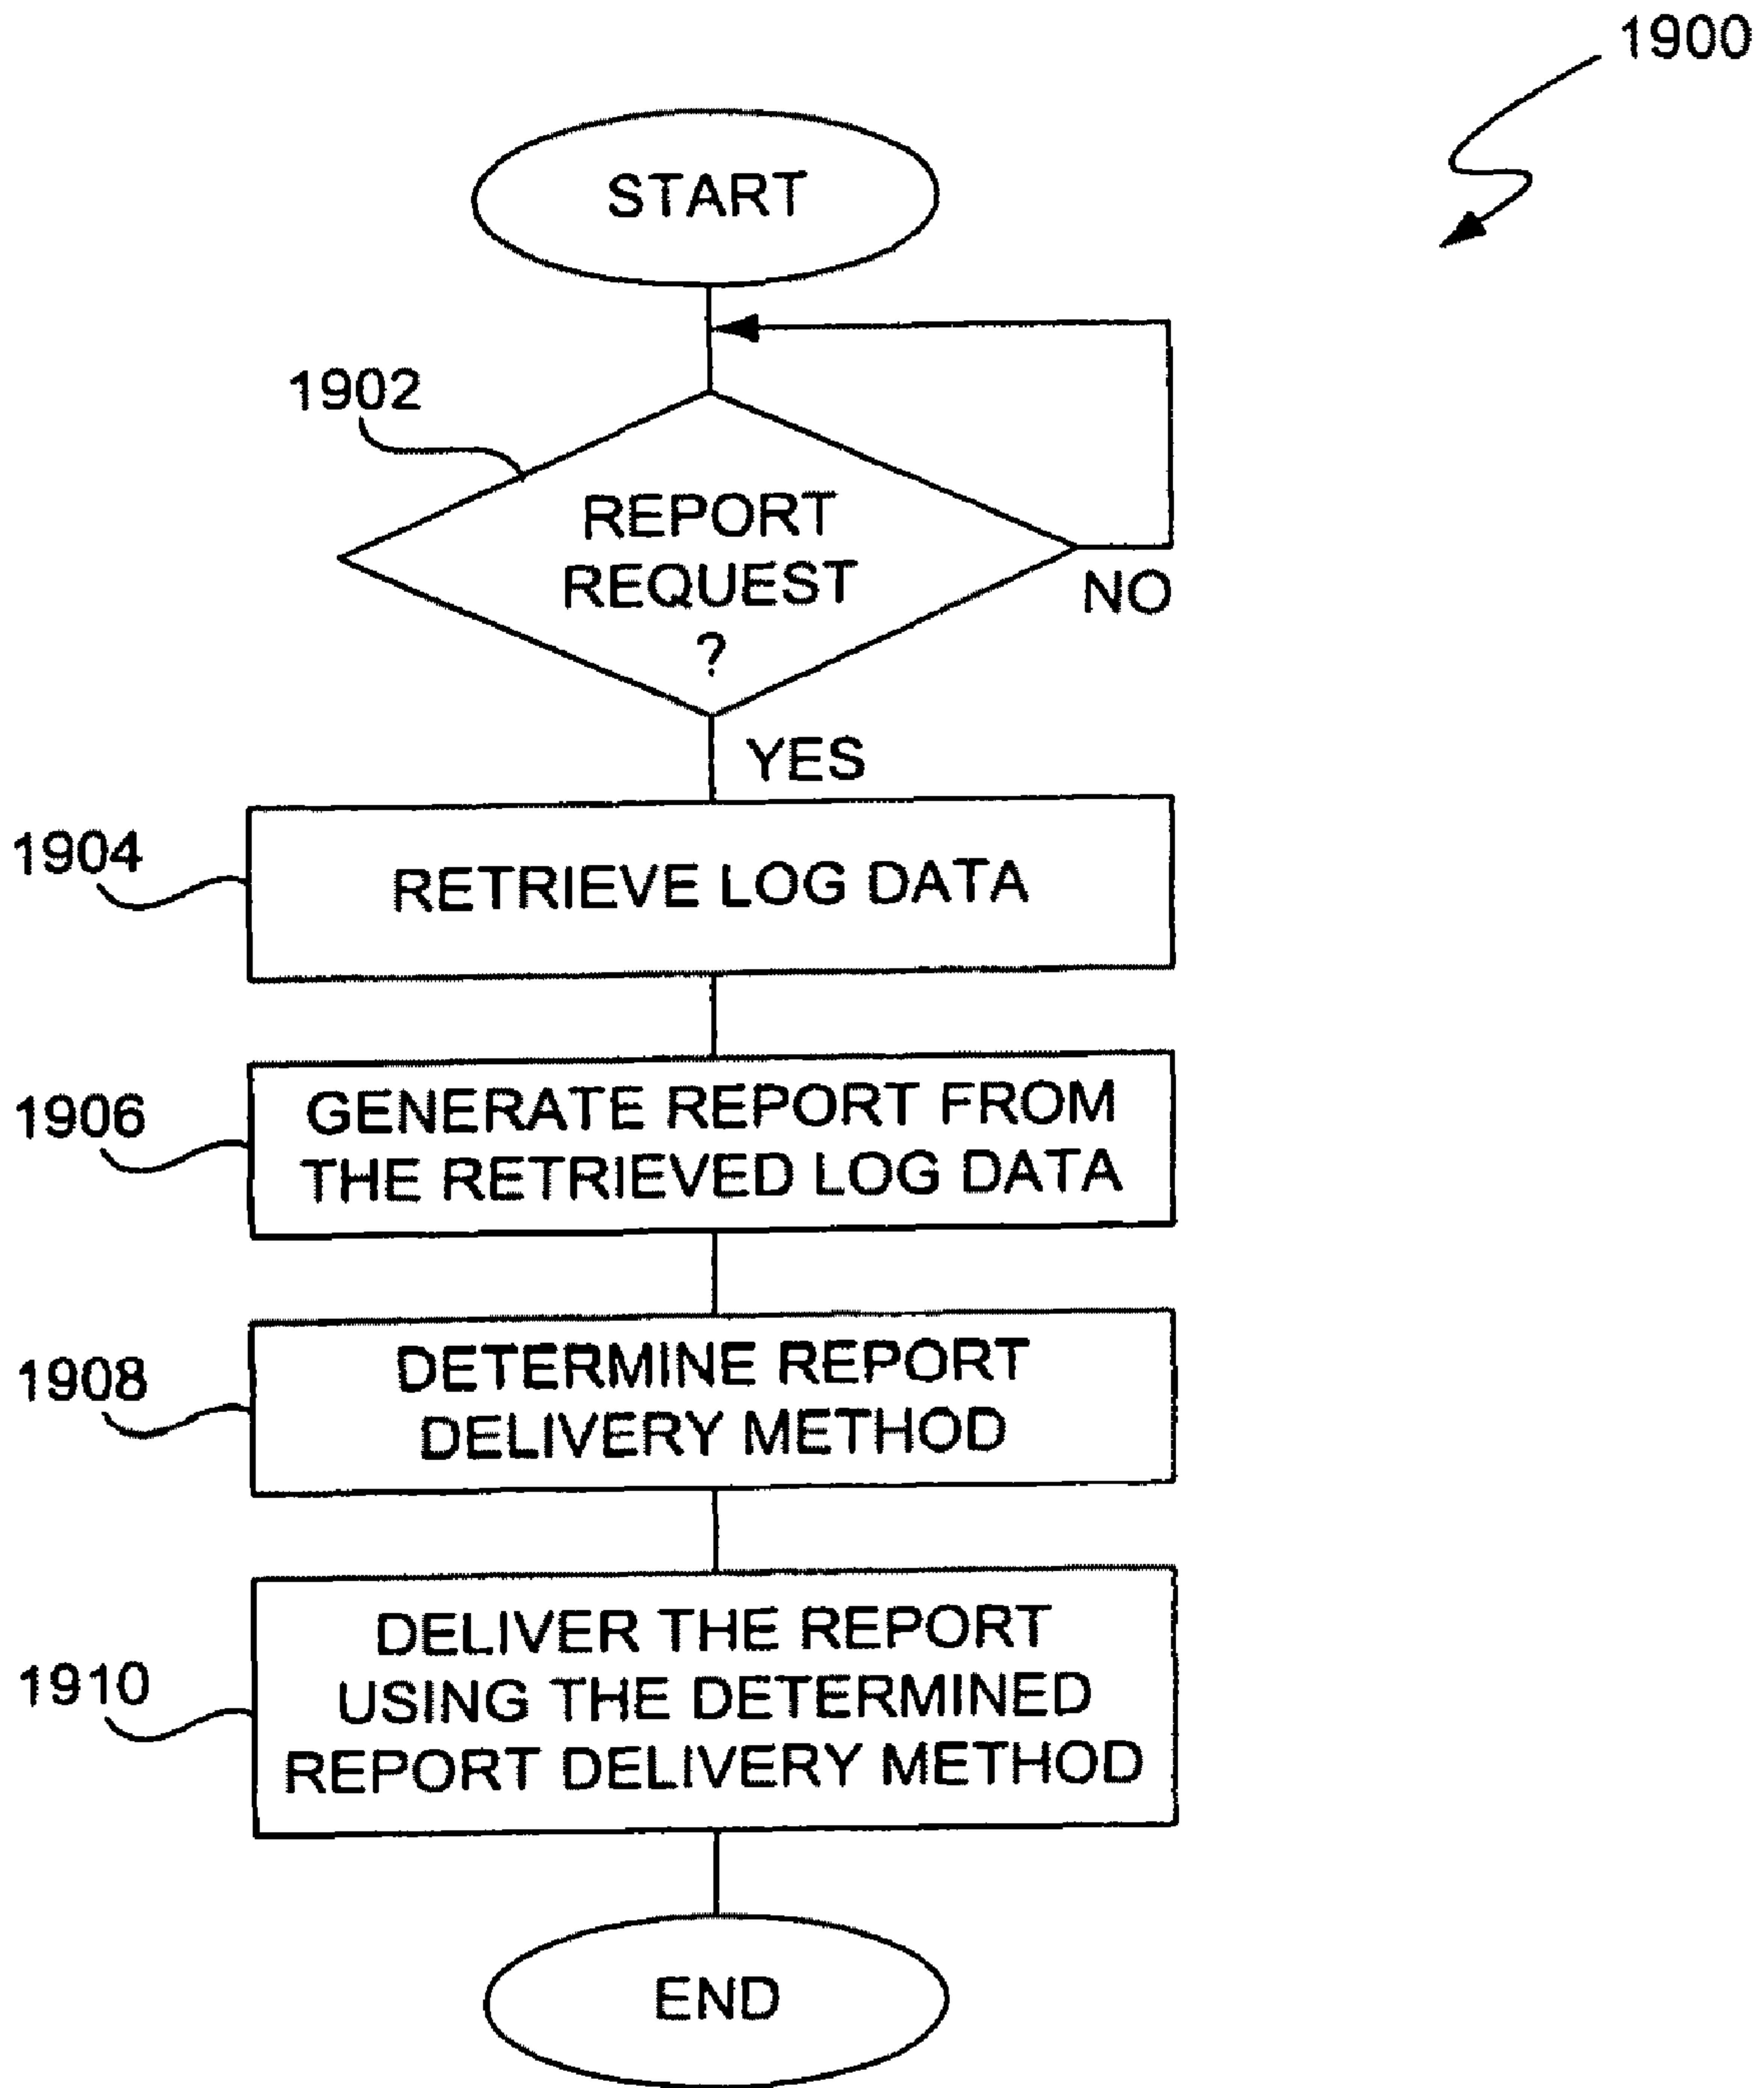 1900
START
1902
REPORT
REQUEST
?
NO
YES
1904
RETRIEVE LOG DATA
1906
GENERATE REPORT FROM
THE RETRIEVED LOG DATA
1908
DETERMINE REPORT
DELIVERY METHOD
1910
DELIVER THE REPORT
USING THE DETERMINED
REPORT DELIVERY METHOD
END